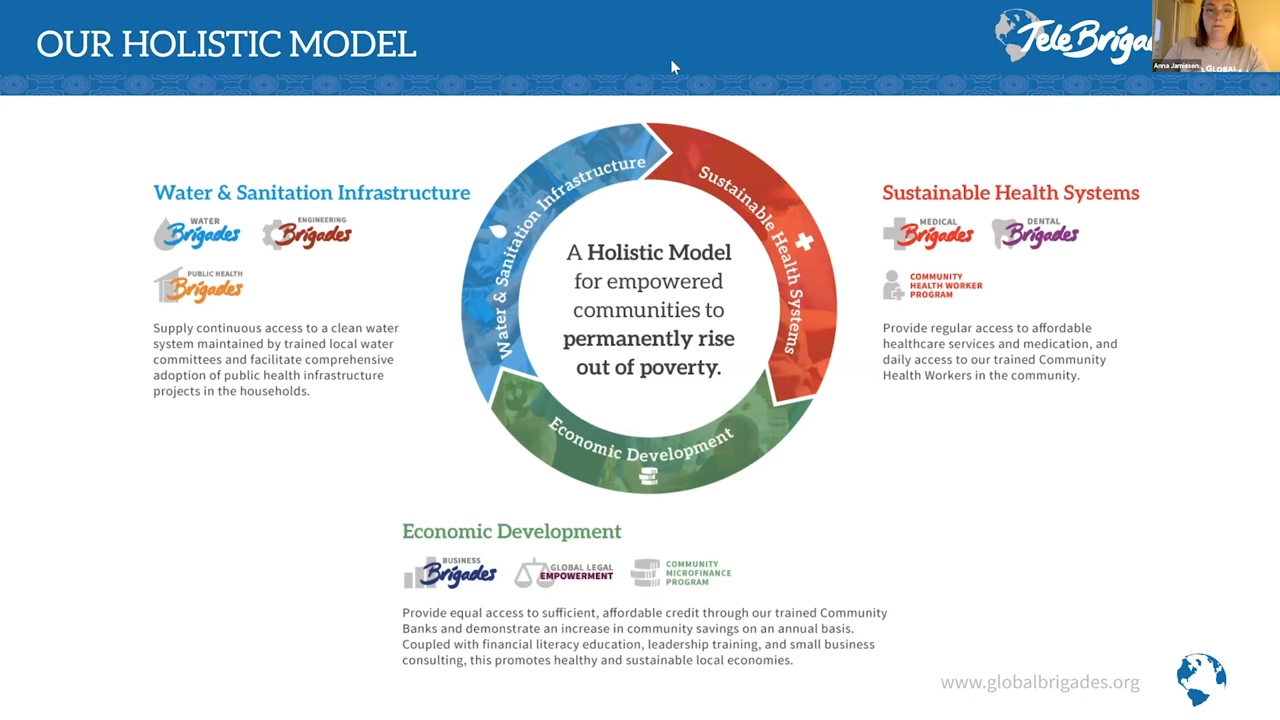 OUR HOLISTIC MODEL
TeleBrigad
Anna Jamieson
GLOBAL
Water & Sanitation Infrastructure
WATER
Brigades
ENGINEERING
Brigades
PUBLIC HEALTH
Brigades
Supply continuous access to a clean water
system maintained by trained local water
committees and facilitate comprehensive
adoption of public health infrastructure
projects in the households.
Water & Sanitation Infrastructure
Sustainable Health Systems
Economic Development
A Holistic Model
for empowered
communities to
permanently rise
out of poverty.
Sustainable Health Systems
MEDICAL
Brigades
DENTAL
Brigades
COMMUNITY
HEALTH WORKER
PROGRAM
Provide regular access to affordable
healthcare services and medication, and
daily access to our trained Community
Health Workers in the community.
Economic Development
BUSINESS
Brigades
GLOBAL LEGAL
EMPOWERMENT
COMMUNITY
MICROFINANCE
PROGRAM
Provide equal access to sufficient, affordable credit through our trained Community
Banks and demonstrate an increase in community savings on an annual basis.
Coupled with financial literacy education, leadership training, and small business
consulting, this promotes healthy and sustainable local economies.
www.globalbrigades.org